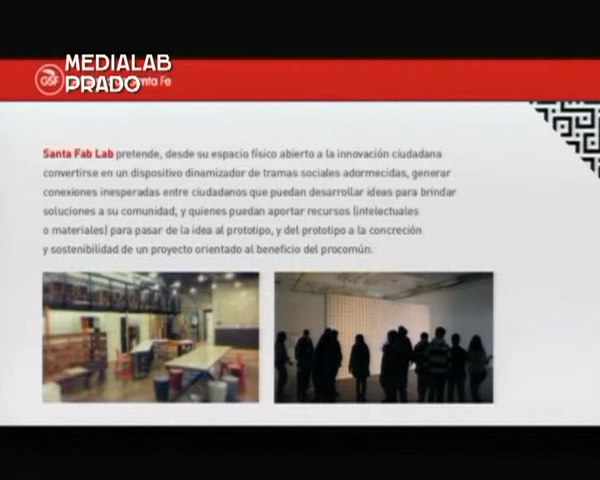 MEDIALAB
PRADO
GSF
Santa Fe
Santa Fab Lab pretende, desde su espacio físico abierto a la innovación ciudadana
convertirse en un dispositivo dinamizador de tramas sociales adormecidas, generar
conexiones inesperadas entre ciudadanos que puedan desarrollar ideas para brindar
soluciones a su comunidad, y quienes puedan aportar recursos (intelectuales
o materiales) para pasar de la idea al prototipo, y del prototipo a la concreción
y sostenibilidad de un proyecto orientado al beneficio del procomún.